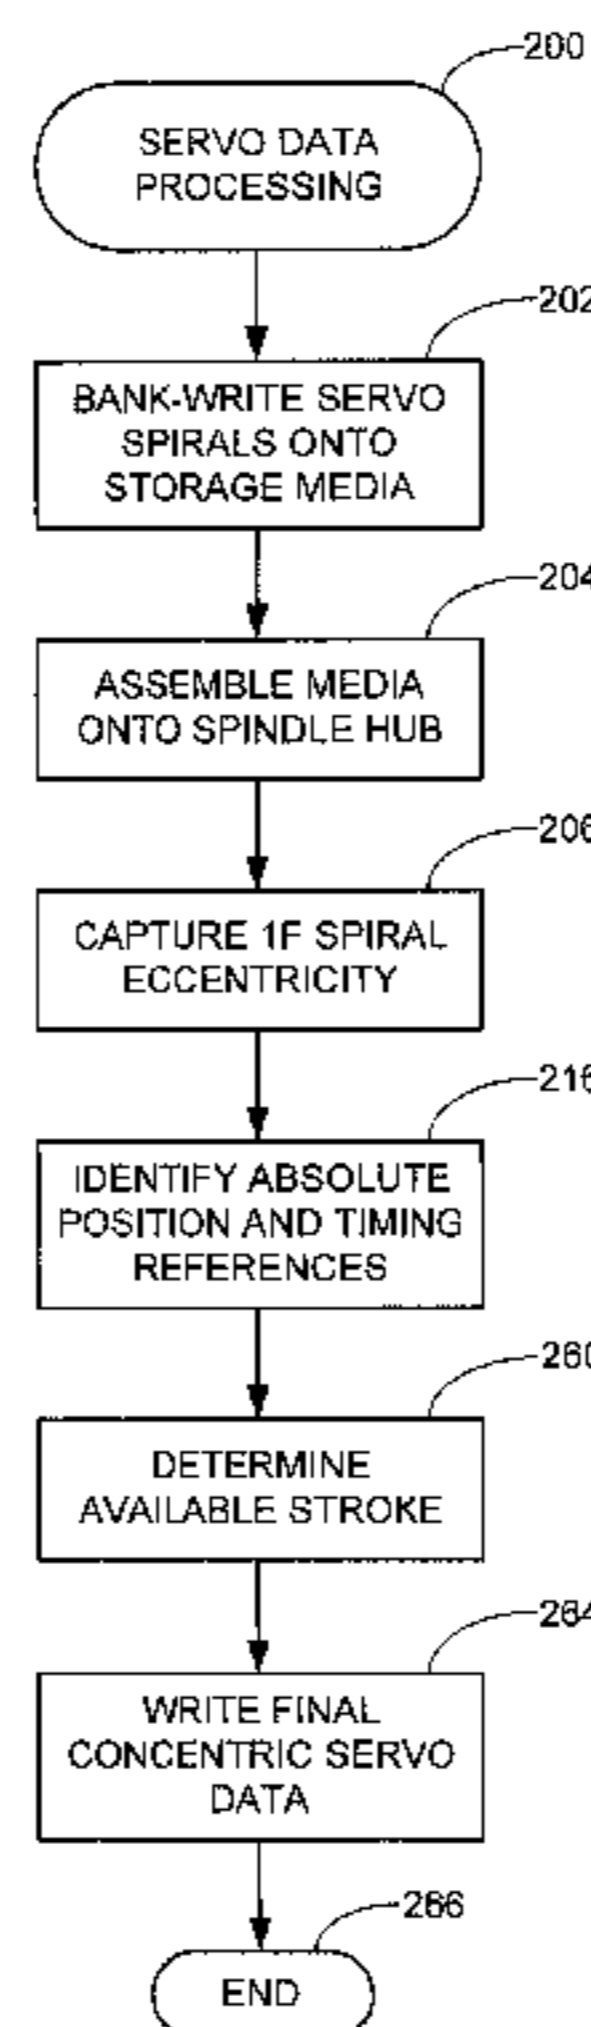 200
SERVO DATA
PROCESSING
202
BANK-WRITE SERVO
SPIRALS ONTO
STORAGE MEDIA
204
ASSEMBLE MEDIA
ONTO SPINDLE HUB
206
CAPTURE 1F SPIRAL
ECCENTRICITY
216
IDENTIFY ABSOLUTE
POSITION AND TIMING
REFERENCES
260
DETERMINE
AVAILABLE STROKE
264
WRITE FINAL
CONCENTRIC SERVO
DATA
266
END